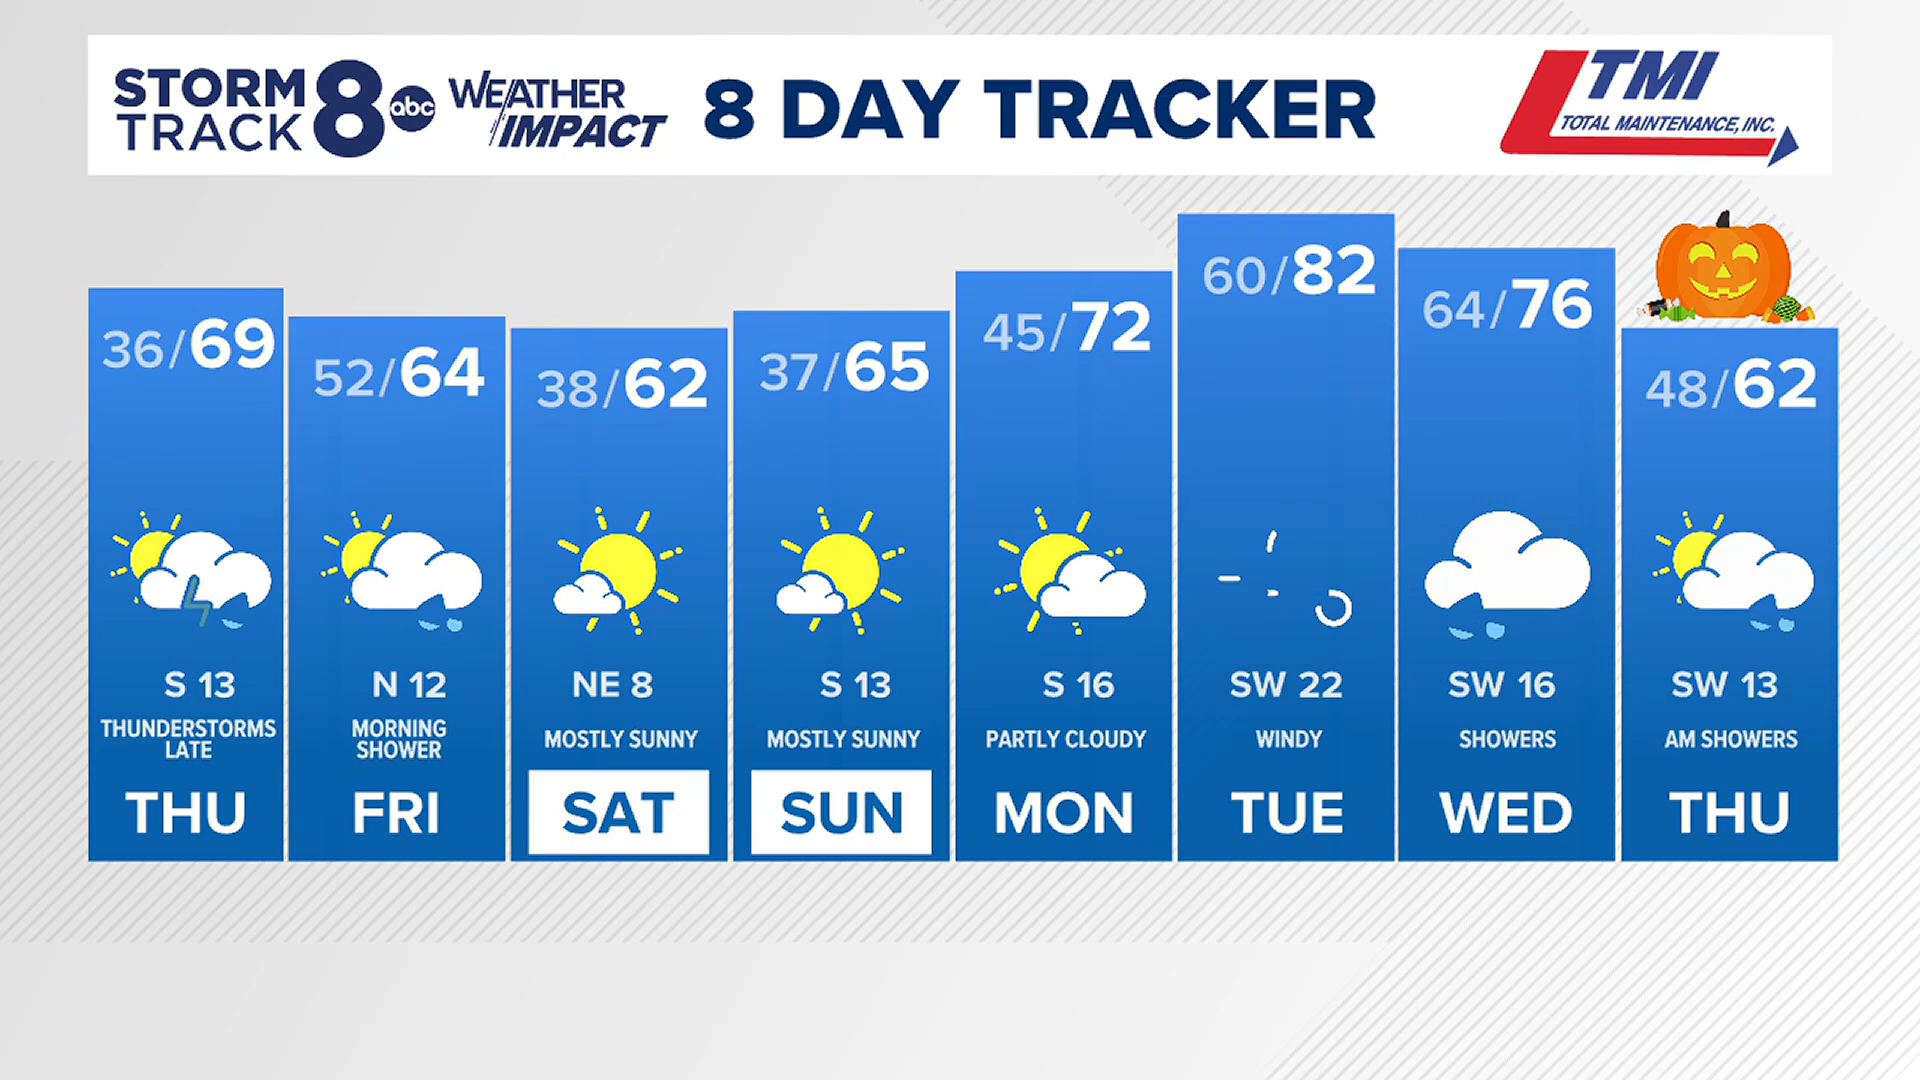 STORM
TRACK
8
abc
WEATHER
IMPACT
8 DAY TRACKER
TMI
TOTAL MAINTENANCE, INC.
36/69
S 13
THUNDERSTORMS
LATE
THU
52/64
N 12
MORNING
SHOWER
FRI
38/62
NE 8
MOSTLY SUNNY
SAT
37/65
S 13
MOSTLY SUNNY
SUN
45/72
S 16
PARTLY CLOUDY
MON
60/82
SW 22
WINDY
TUE
64/76
SW 16
SHOWERS
WED
48/62
SW 13
AM SHOWERS
THU